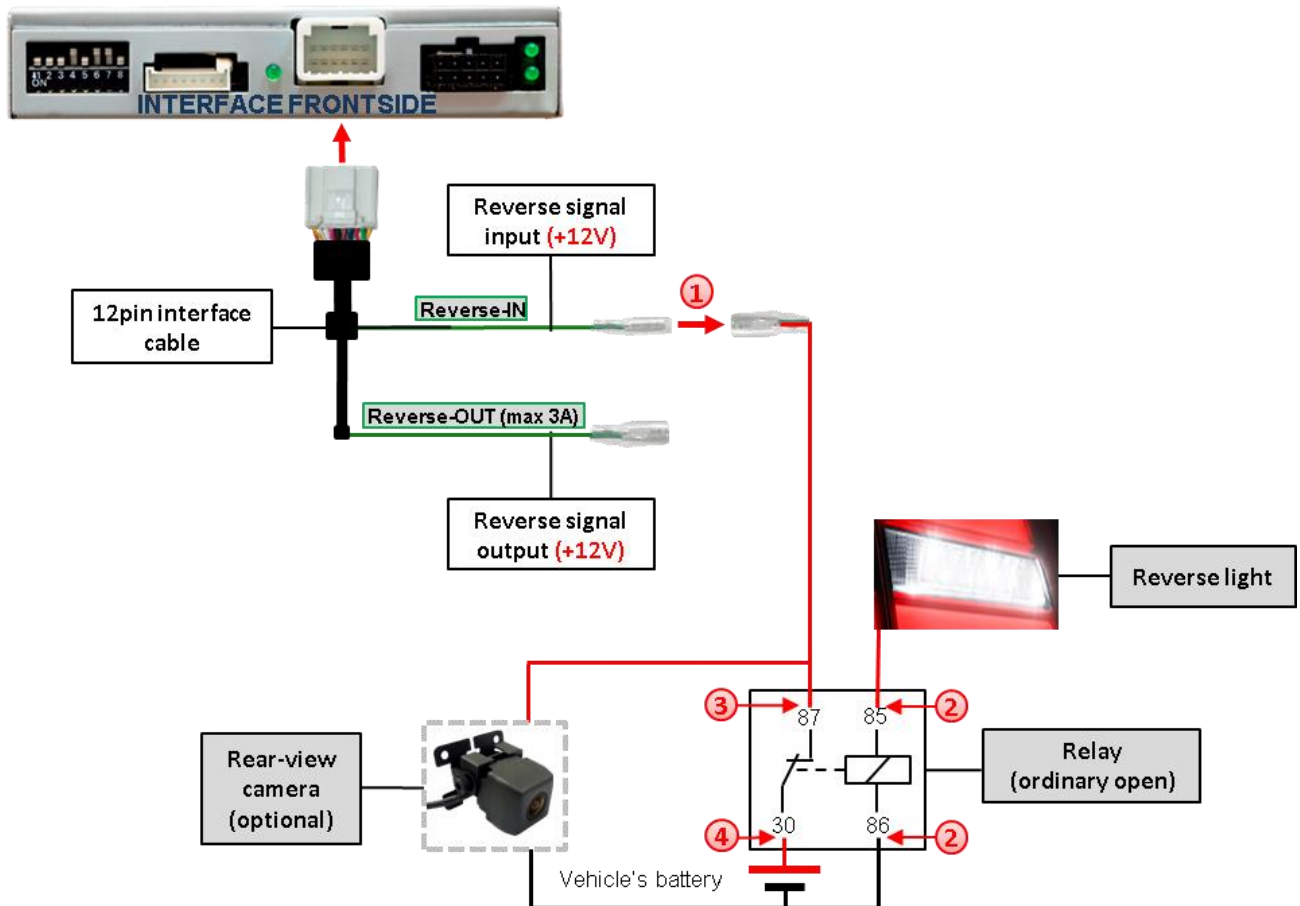 ON
1 2 3 4 5 6 7 8
INTERFACE FRONTSIDE
Reverse signal
input (+12V)
1
12pin interface
cable
Reverse-IN
Reverse-OUT (max 3A)
Reverse signal
output (+12V)
Reverse light
3
87
85
2
Rear-view
camera
(optional)
Relay
(ordinary open)
4
30
86
2
Vehicle's battery